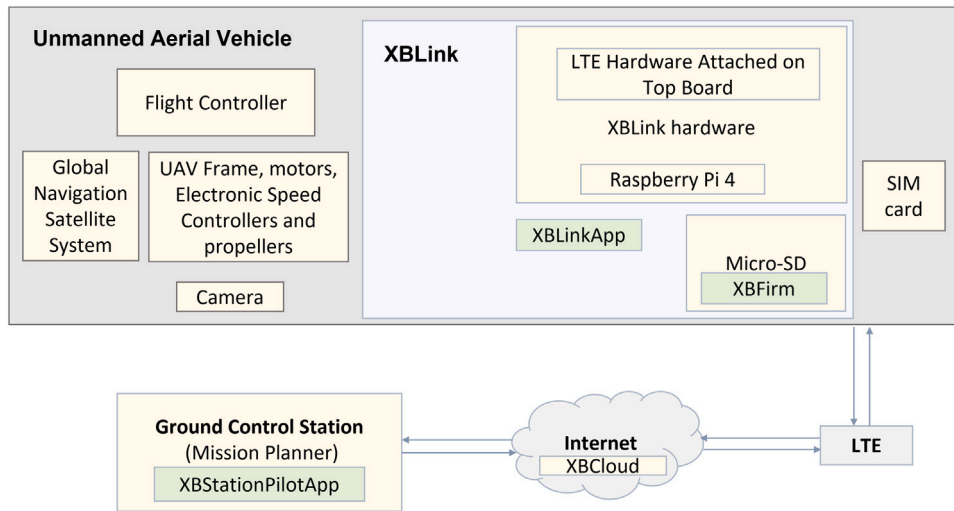 Unmanned Aerial Vehicle
XBLink
LTE Hardware Attached on
Top Board
Flight Controller
XBLink hardware
Global
Navigation
Satellite
System
UAV Frame, motors,
Electronic Speed
Controllers and
propellers
Raspberry Pi 4
SIM
card
XBLinkApp
Micro-SD
XBFirm
Camera
Ground Control Station
(Mission Planner)
XBStationPilotApp
Internet
XBCloud
LTE